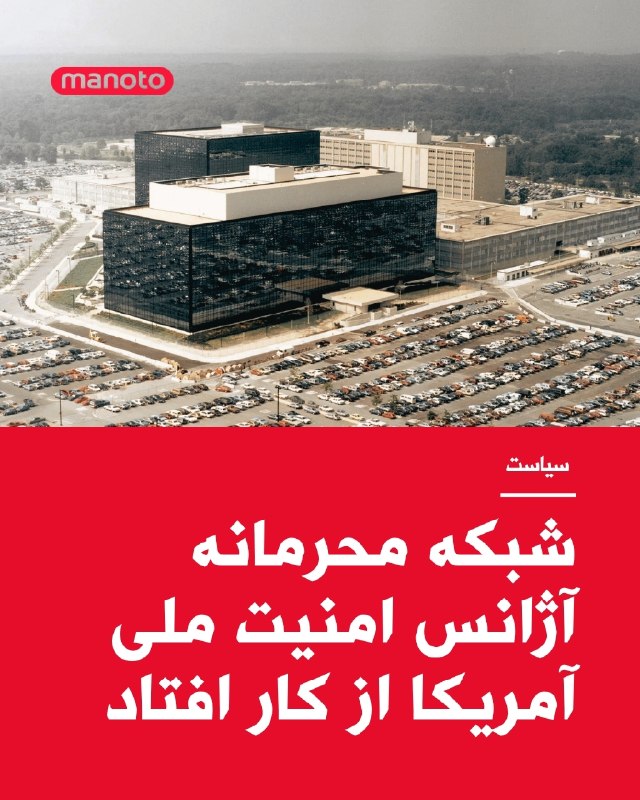 manoto
سیاست
شبکه محرمانه
آژانس امنیت ملی
آمریکا از کار افتاد